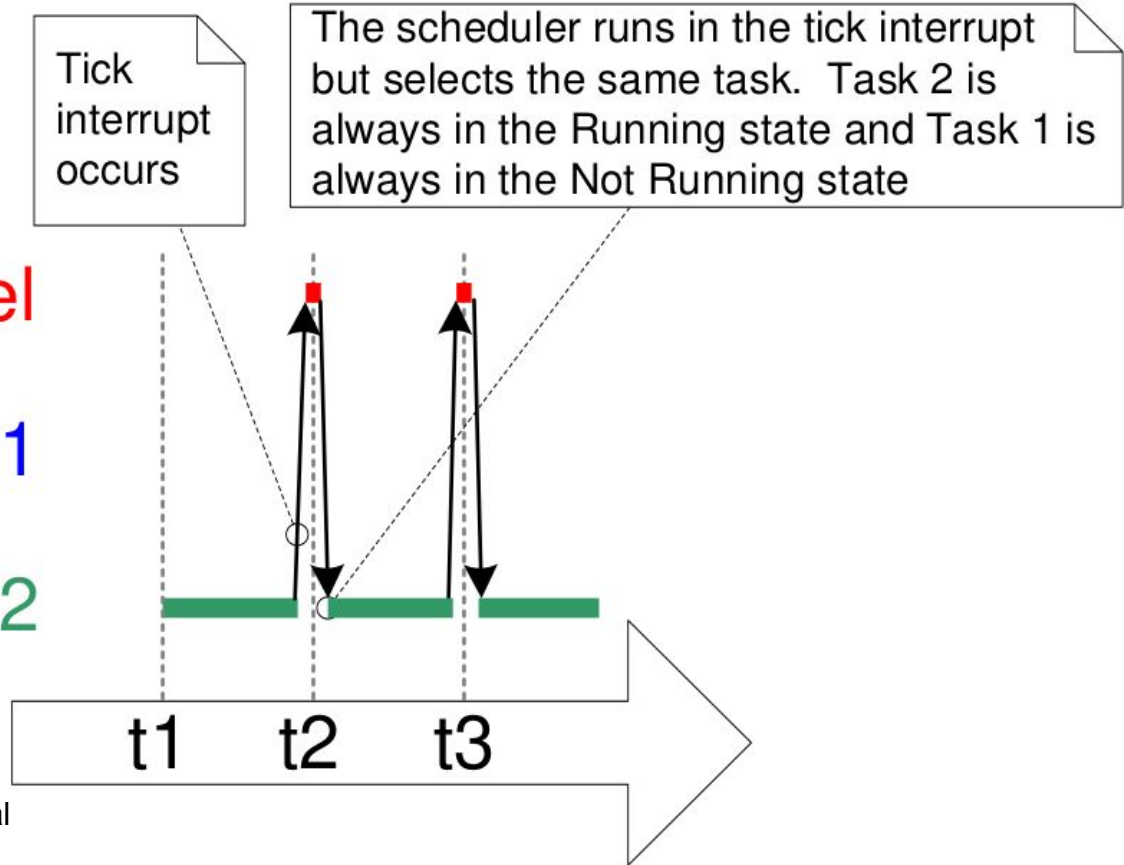 Tick
interrupt
occurs
The scheduler runs in the tick interrupt
but selects the same task.  Task 2 is
always in the Running state and Task 1 is
always in the Not Running state
el
1
2
t1 t2 t3
al